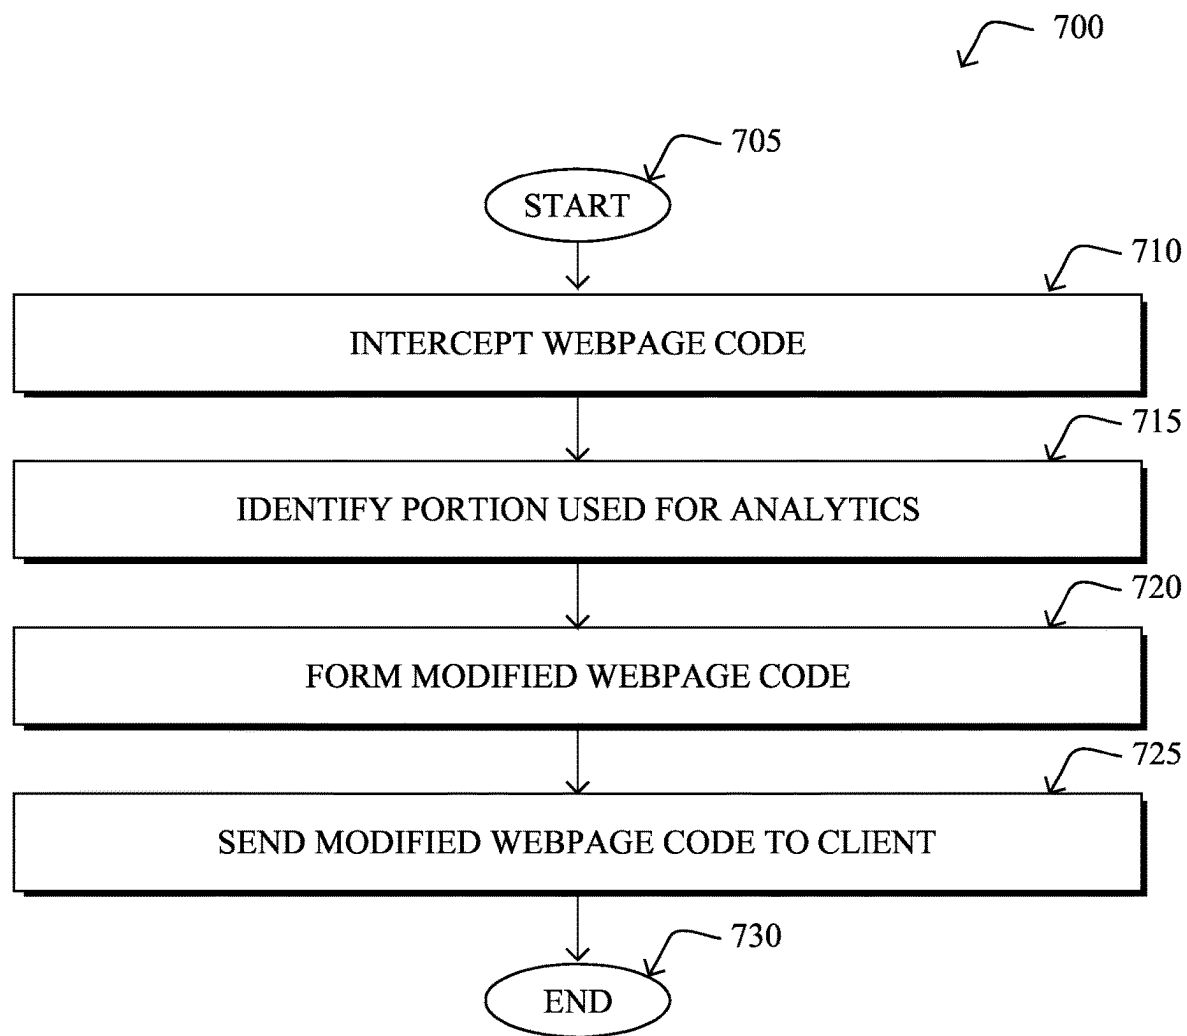 700
705
START
710
INTERCEPT WEBPAGE CODE
715
IDENTIFY PORTION USED FOR ANALYTICS
720
FORM MODIFIED WEBPAGE CODE
725
SEND MODIFIED WEBPAGE CODE TO CLIENT
730
END